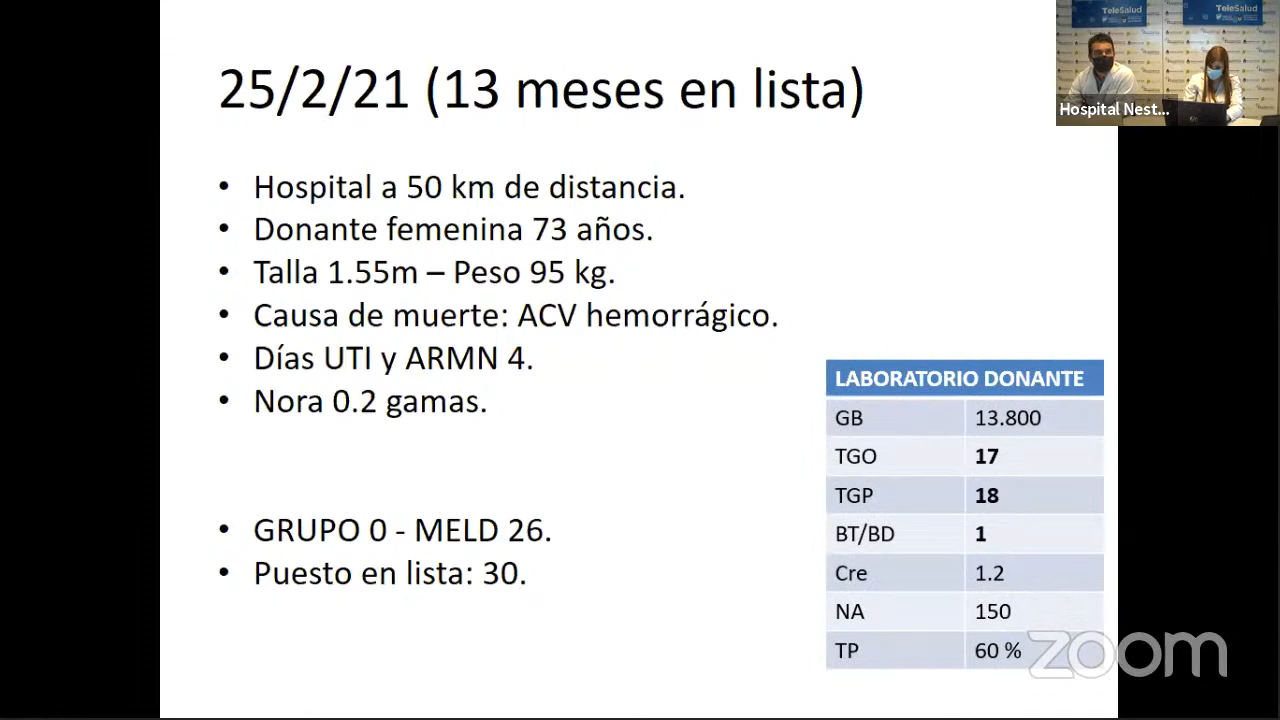 25/2/21 (13 meses en lista)
• Hospital a 50 km de distancia.
• Donante femenina 73 años.
• Talla 1.55m – Peso 95 kg.
• Causa de muerte: ACV hemorrágico.
• Días UTI y ARMN 4.
• Nora 0.2 gamas.
• GRUPO 0 - MELD 26.
• Puesto en lista: 30.
LABORATORIO DONANTE
GB 13.800
TGO 17
TGP 18
BT/BD 1
Cre 1.2
NA 150
TP 60 %
TeleSalud
TeleSalud
Hospital Nest...
zoom